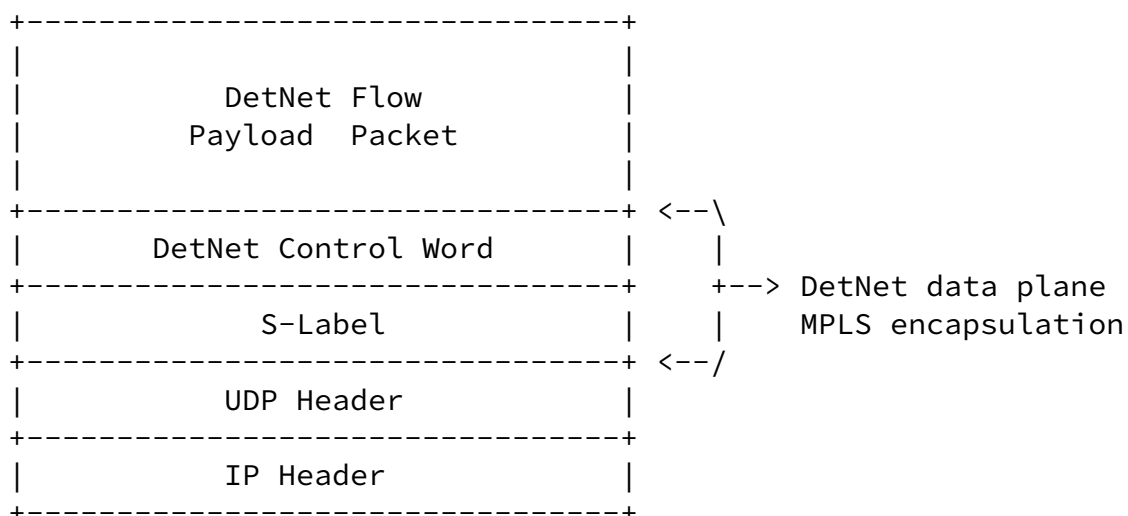 +---------------------------------+
|                                 |
|           DetNet Flow           |
|         Payload  Packet         |
|                                 |
+---------------------------------+ <--\
|       DetNet Control Word       |    |
+---------------------------------+    +--> DetNet data plane
|             S-Label             |    |    MPLS encapsulation
+---------------------------------+ <--/
|           UDP Header            |
+---------------------------------+
|           IP Header             |
+---------------------------------+